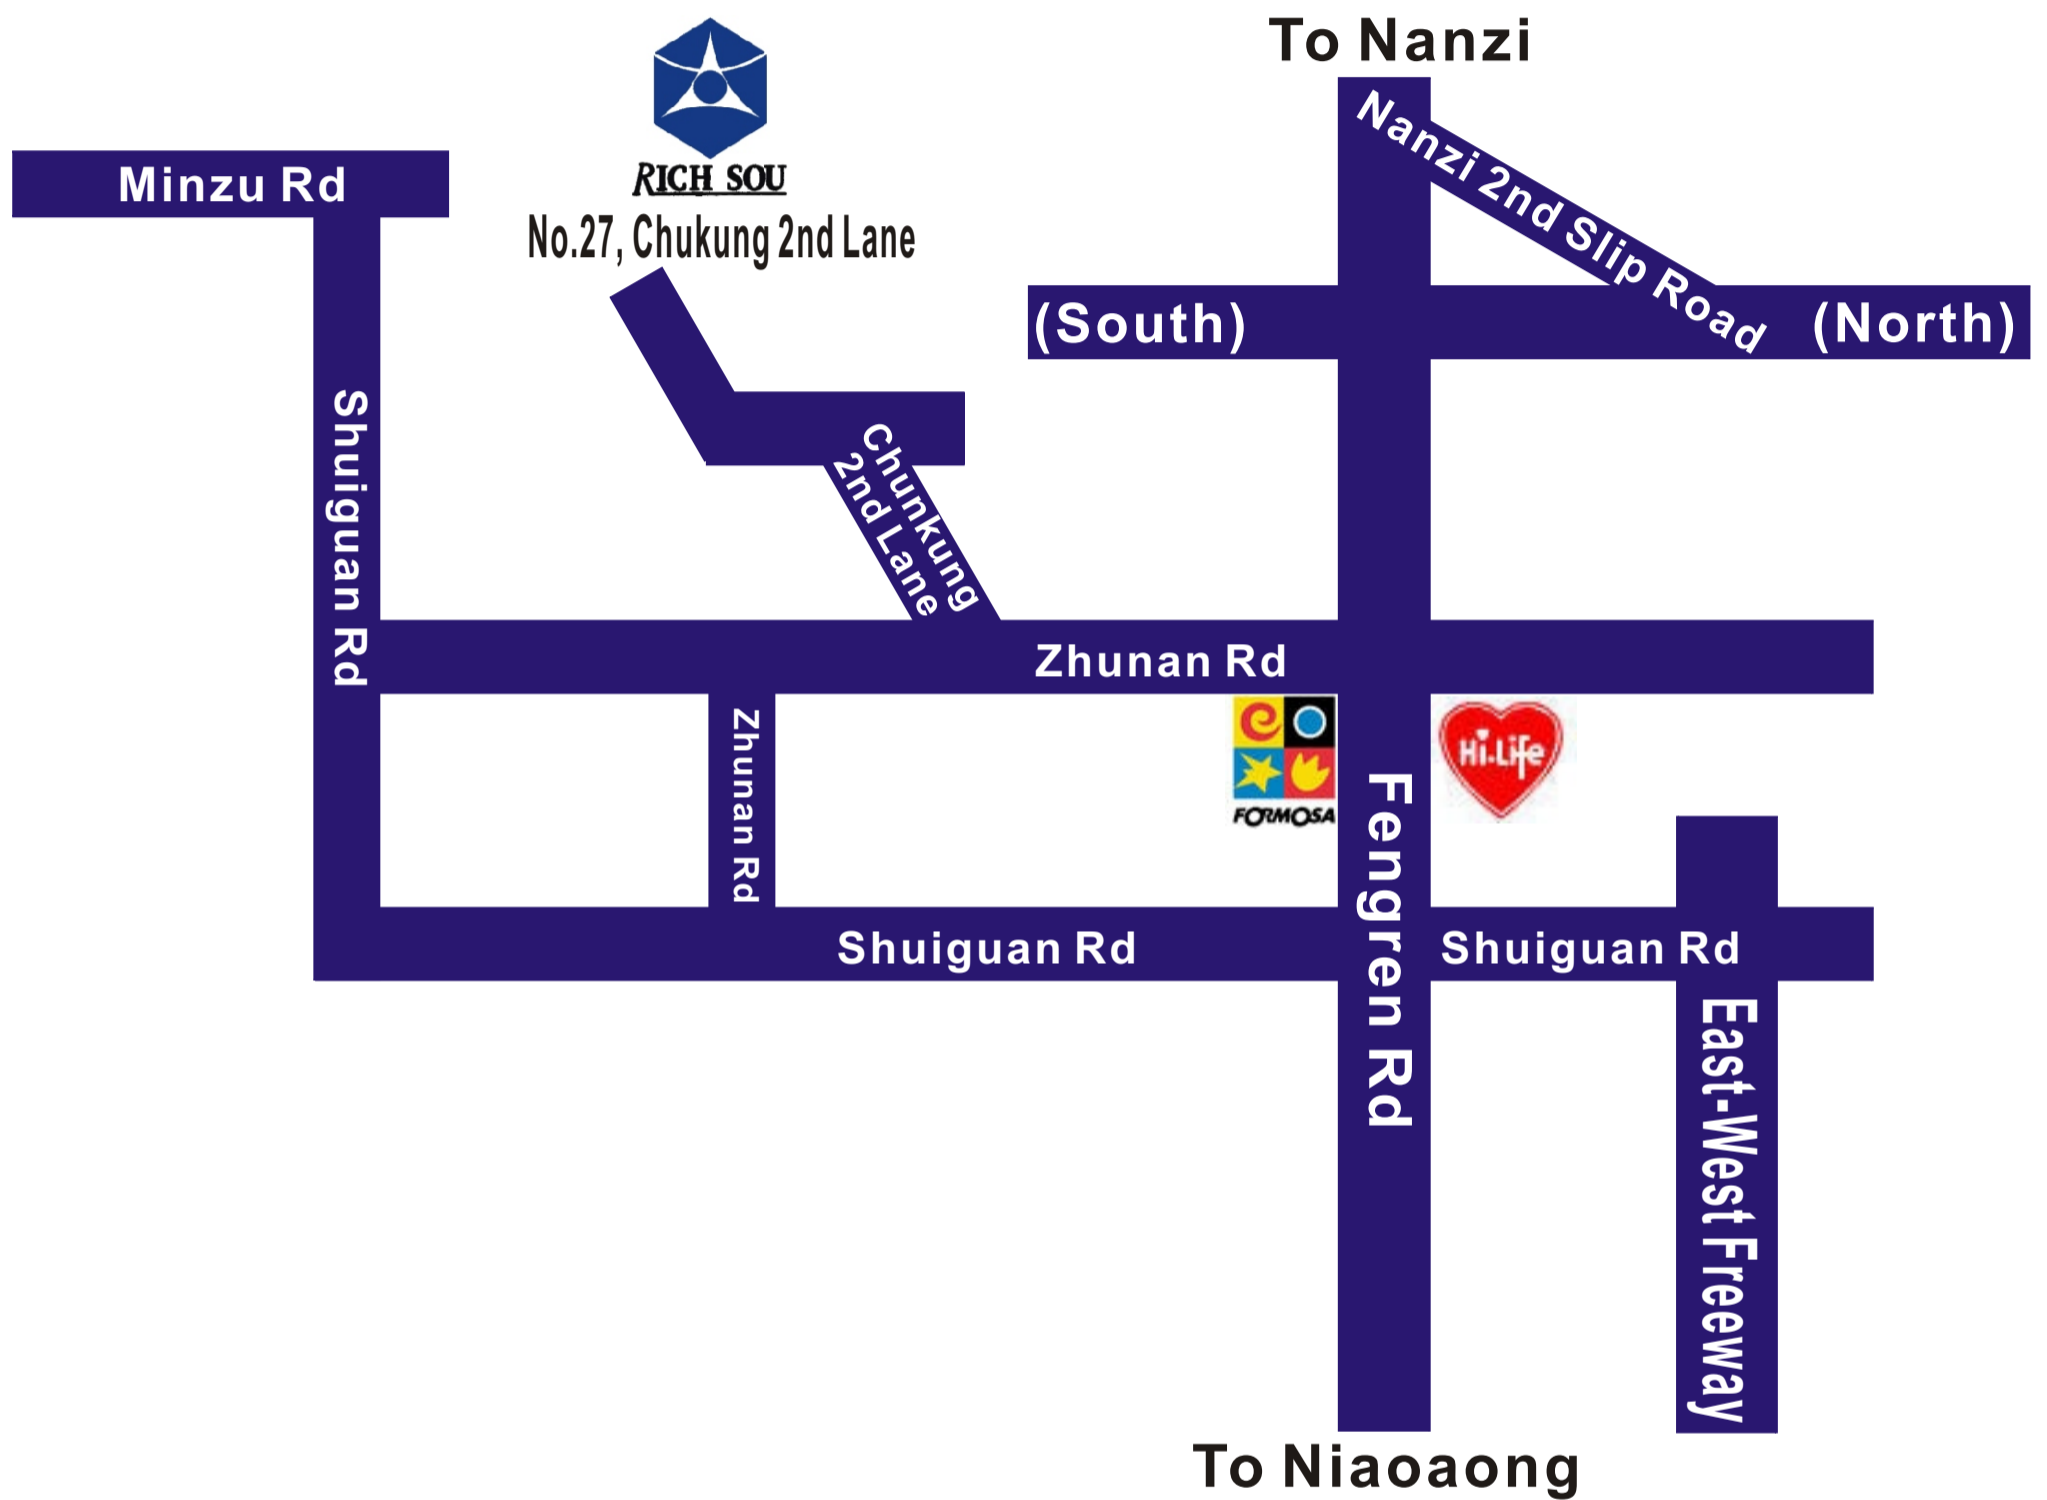 To Nanzi
Nanzi 2nd Slip Road
RICH SOU
No.27, Chukung 2nd Lane
Minzu Rd
(South)
(North)
Shuiguan Rd
Chunkung
2nd Lane
Zhunan Rd
Zhunan Rd
FORMOSA
Hi-Life
Fengren Rd
Shuiguan Rd
Shuiguan Rd
East-West Freeway
To Niaoaong